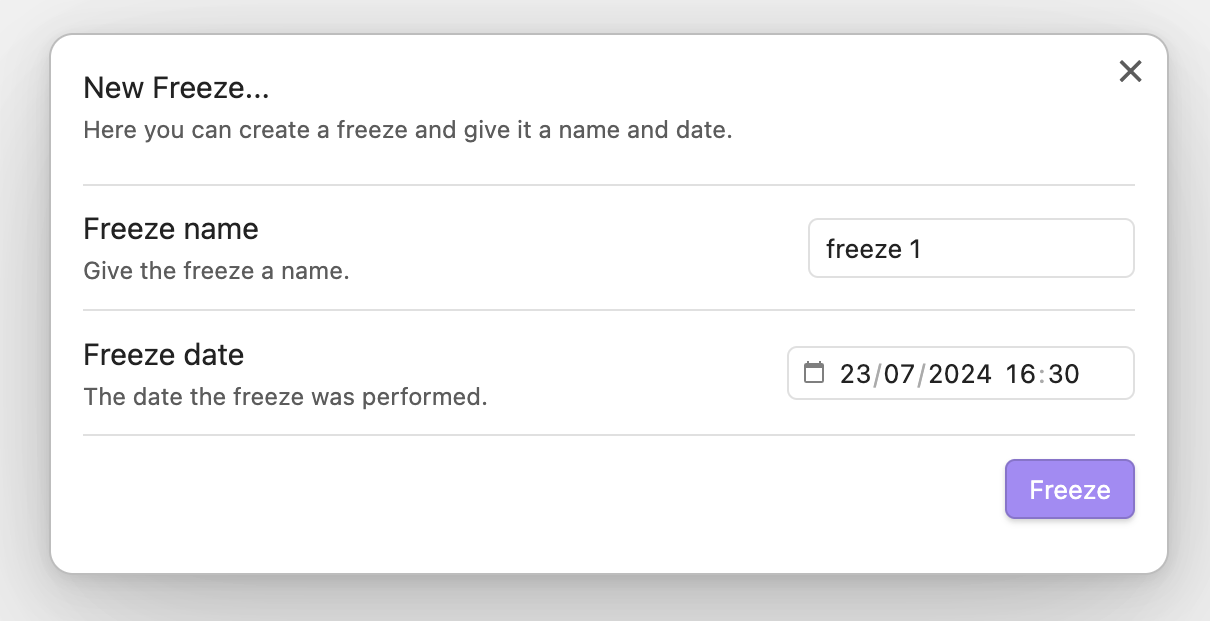 New Freeze...
Here you can create a freeze and give it a name and date.
Freeze name
Give the freeze a name.
freeze 1
Freeze date
The date the freeze was performed.
23/07/2024 16:30
Freeze